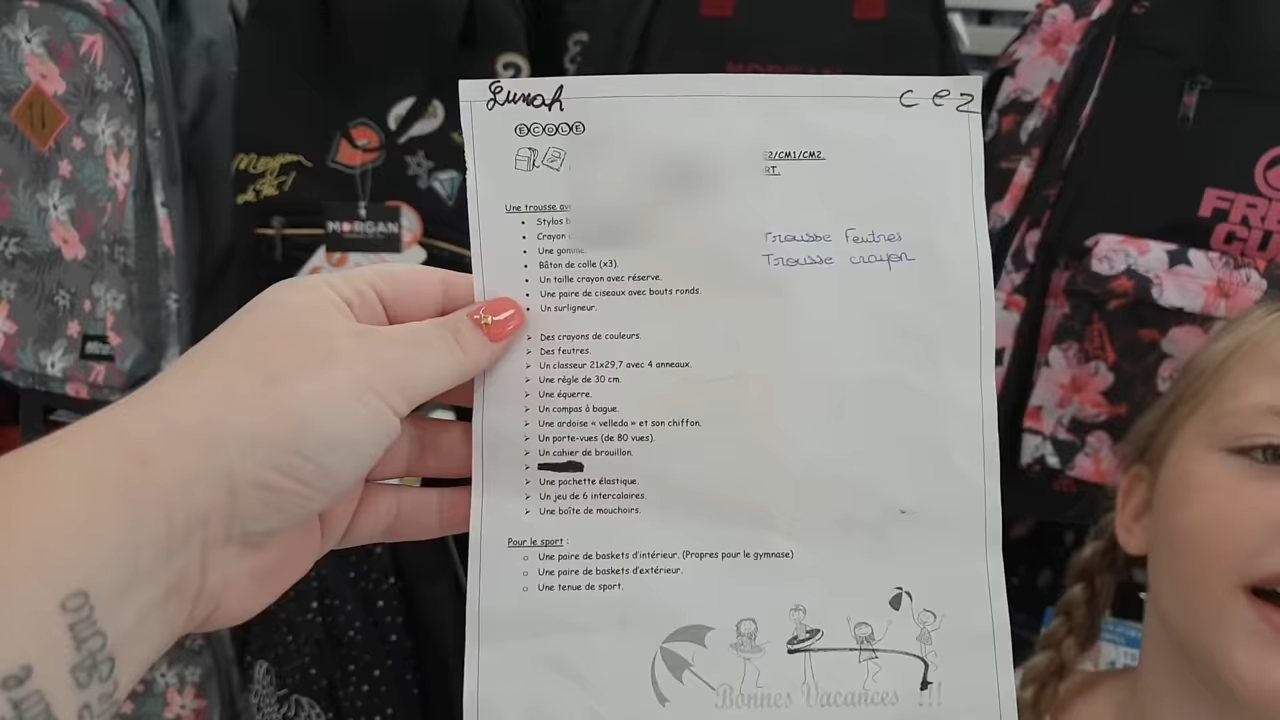 Lunah
CE2
ECOLE
E2/CM1/CM2.
RT.
Une trousse
Stylos
Crayon
Une gomme
Bâton de colle (x3).
Un taille crayon avec réserve.
Une paire de ciseaux avec bouts ronds.
Un surligneur.
Trousse Feutres
Trousse crayon
Des crayons de couleurs.
Des feutres.
Un classeur 21x29,7 avec 4 anneaux.
Une règle de 30 cm.
Une équerre.
Un compas à bague.
Une ardoise « velleda » et son chiffon.
Un porte-vues (de 80 vues).
Un cahier de brouillon.
Une pochette élastique.
Un jeu de 6 intercalaires.
Une boîte de mouchoirs.
Pour le sport :
Une paire de baskets d'intérieur. (Propres pour le gymnase)
Une paire de baskets d'extérieur.
Une tenue de sport.
Bonnes Vacances !!!
Morgan
MORGAN